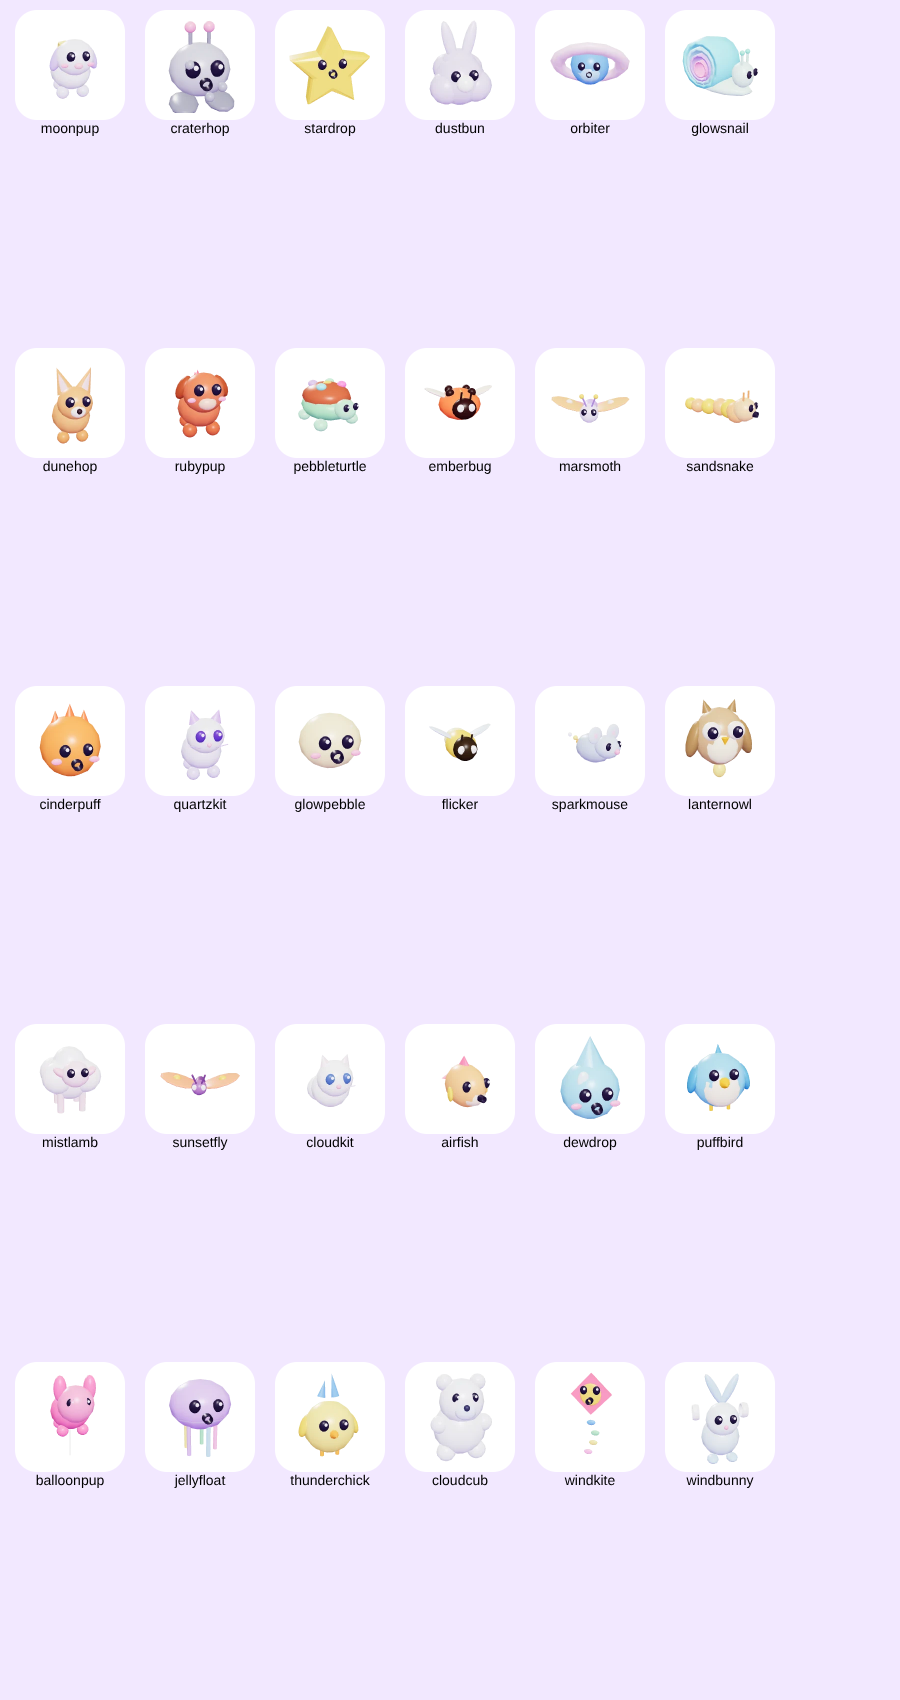 moonpup craterhop stardrop dustbun orbiter glowsnail
dunehop rubypup pebbleturtle emberbug marsmoth sandsnake
cinderpuff quartzkit glowpebble flicker sparkmouse lanternowl
mistlamb sunsetfly cloudkit airfish dewdrop puffbird
balloonpup jellyfloat thunderchick cloudcub windkite windbunny